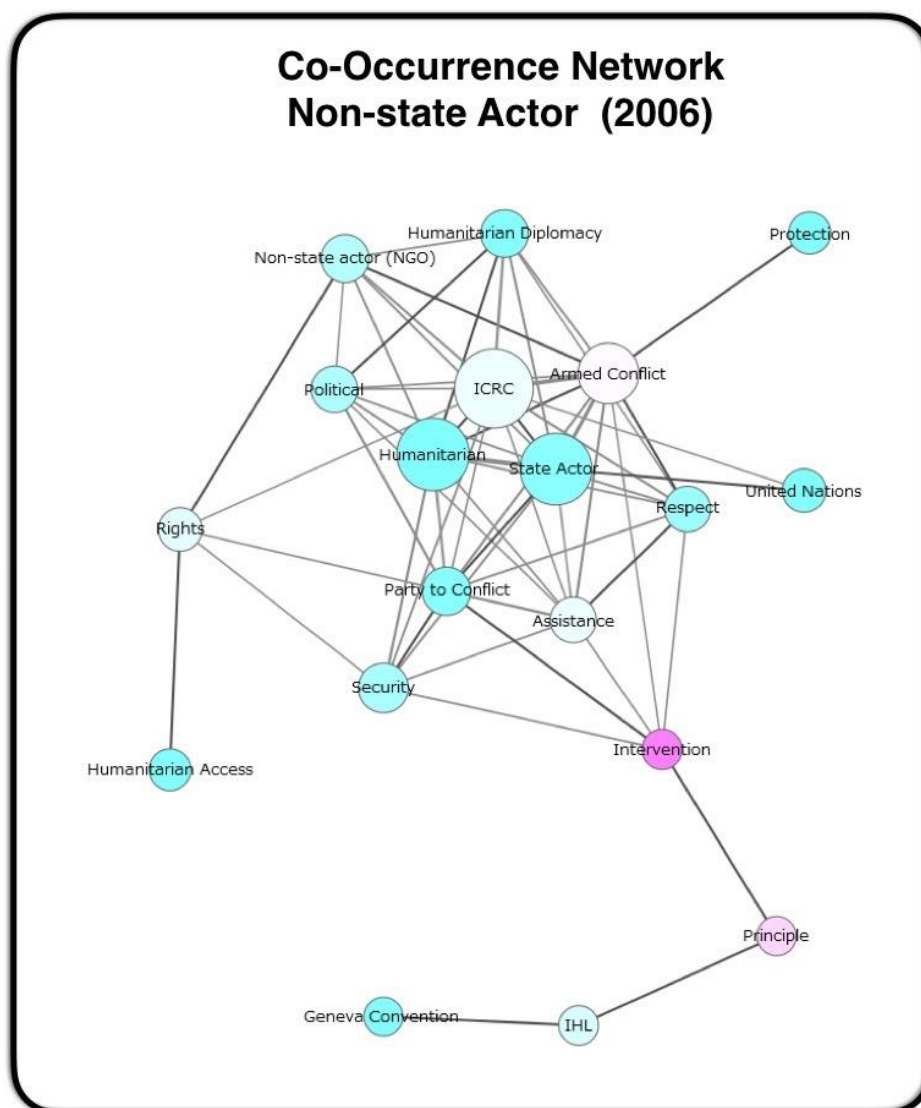 Co-Occurrence Network
Non-state Actor (2006)
Humanitarian Diplomacy
Protection
Non-state actor (NGO)
Armed Conflict
Political
ICRC
Humanitarian
State Actor
United Nations
Respect
Rights
Party to Conflict
Assistance
Security
Intervention
Humanitarian Access
Principle
Geneva Convention
IHL